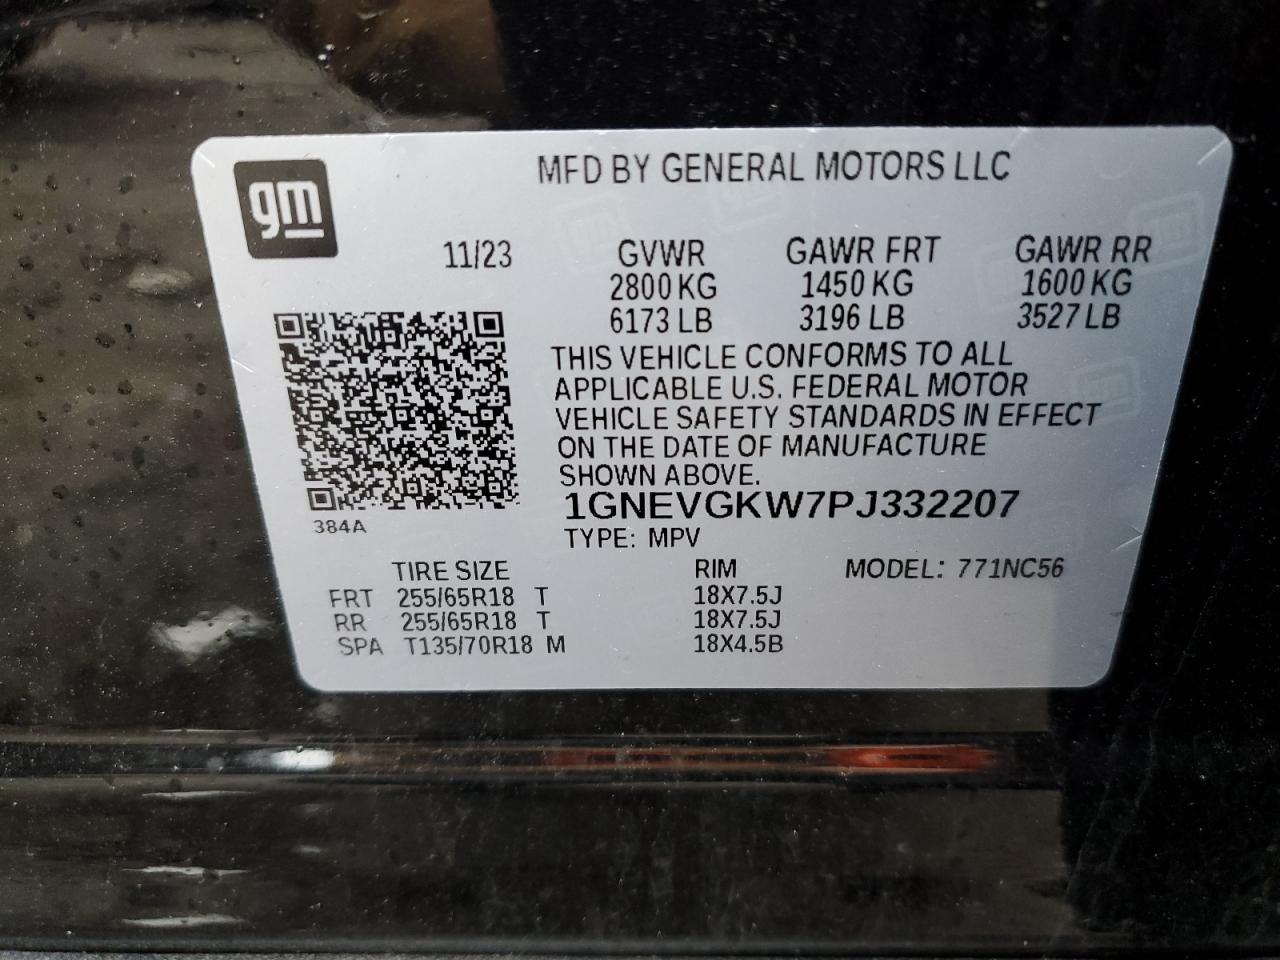 gm
MFD BY GENERAL MOTORS LLC
11/23 GVWR GAWR FRT GAWR RR
2800 KG 1450 KG 1600 KG
6173 LB 3196 LB 3527 LB
THIS VEHICLE CONFORMS TO ALL
APPLICABLE U.S. FEDERAL MOTOR
VEHICLE SAFETY STANDARDS IN EFFECT
ON THE DATE OF MANUFACTURE
SHOWN ABOVE.
1GNEVGKW7PJ332207
384A
TYPE: MPV
TIRE SIZE RIM MODEL: 771NC56
FRT 255/65R18 T 18X7.5J
RR 255/65R18 T 18X7.5J
SPA T135/70R18 M 18X4.5B